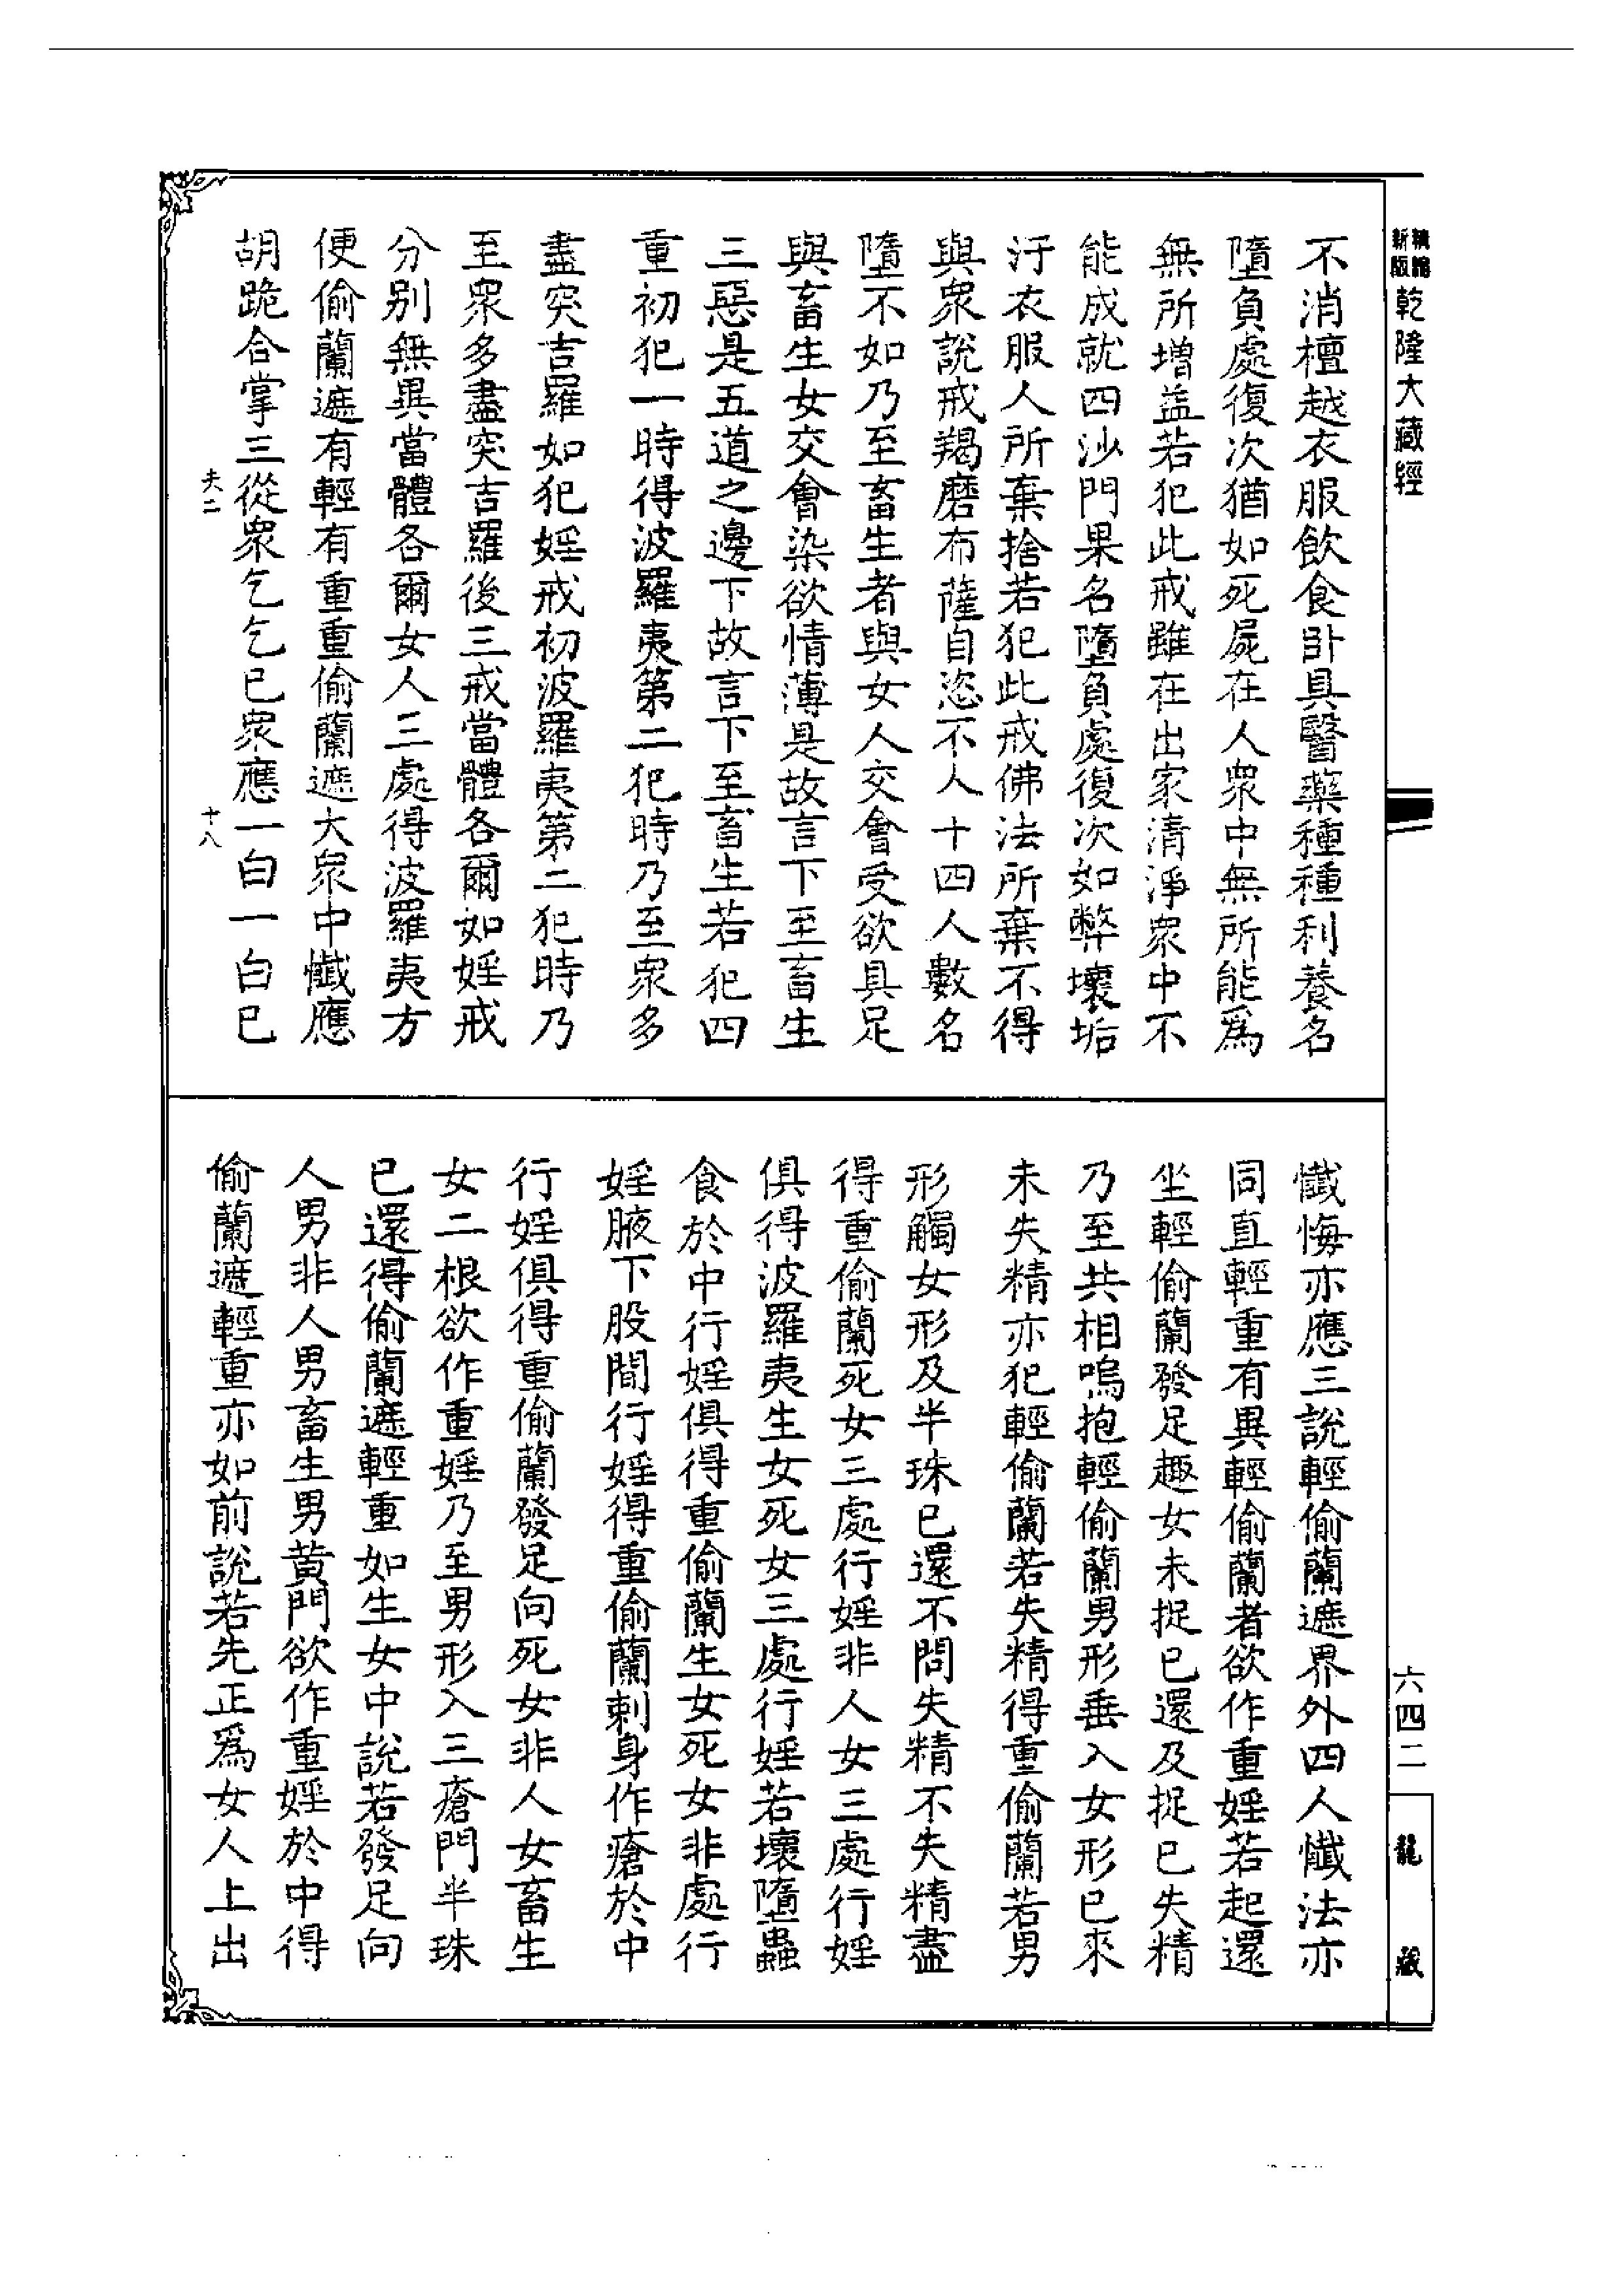 新編
縮版
乾隆大藏經
不消檀越衣服飲食卧具醫藥種種利養名
墮負處復次猶如死屍在人衆中無所能爲
無所增益若犯此戒雖在出家清淨衆中不
能成就四沙門果名墮負處復次如弊壞垢
汙衣服人所棄捨若犯此戒佛法所棄不得
與衆說戒羯磨布薩自恣不人十四人數名
墮不如乃至畜生者與女人交會受欲具足
與畜生女交會染欲情薄是故言下至畜生
三惡是五道之邊下故言下至畜生若犯四
重初犯一時得波羅夷第二犯時乃至衆多
盡突吉羅如犯婬戒初波羅夷第二犯時乃
至衆多盡突吉羅後三戒當體各爾如婬戒
分別無異當體各爾女人三處得波羅夷方
便偷蘭遮有輕有重重偷蘭遮大衆中懺應
胡跪合掌三從衆乞乞已衆應一白一白已
夫二
十八
懺悔亦應三說輕偷蘭遮界外四人懺法亦
同直輕重有異輕偷蘭者欲作重婬若起還
坐輕偷蘭發足趣女未捉已還及捉已失精
乃至共相嗚抱輕偷蘭男形垂入女形已來
未失精亦犯輕偷蘭若失精得重偷蘭若男
形觸女形及半珠已還不問失精不失精盡
得重偷蘭死女三處行婬非人女三處行婬
俱得波羅夷生女死女三處行婬若壞墮蟲
食於中行婬俱得重偷蘭生女死女非處行
婬腋下股間行婬得重偷蘭刺身作瘡於中
行婬俱得重偷蘭發足向死女非人女畜生
女二根欲作重婬乃至男形入三瘡門半珠
已還得偷蘭遮輕重如生女中說若發足向
人男非人男畜生男黃門欲作重婬於中得
偷蘭遮輕重亦如前說若先正爲女人上出
六四二
龍藏